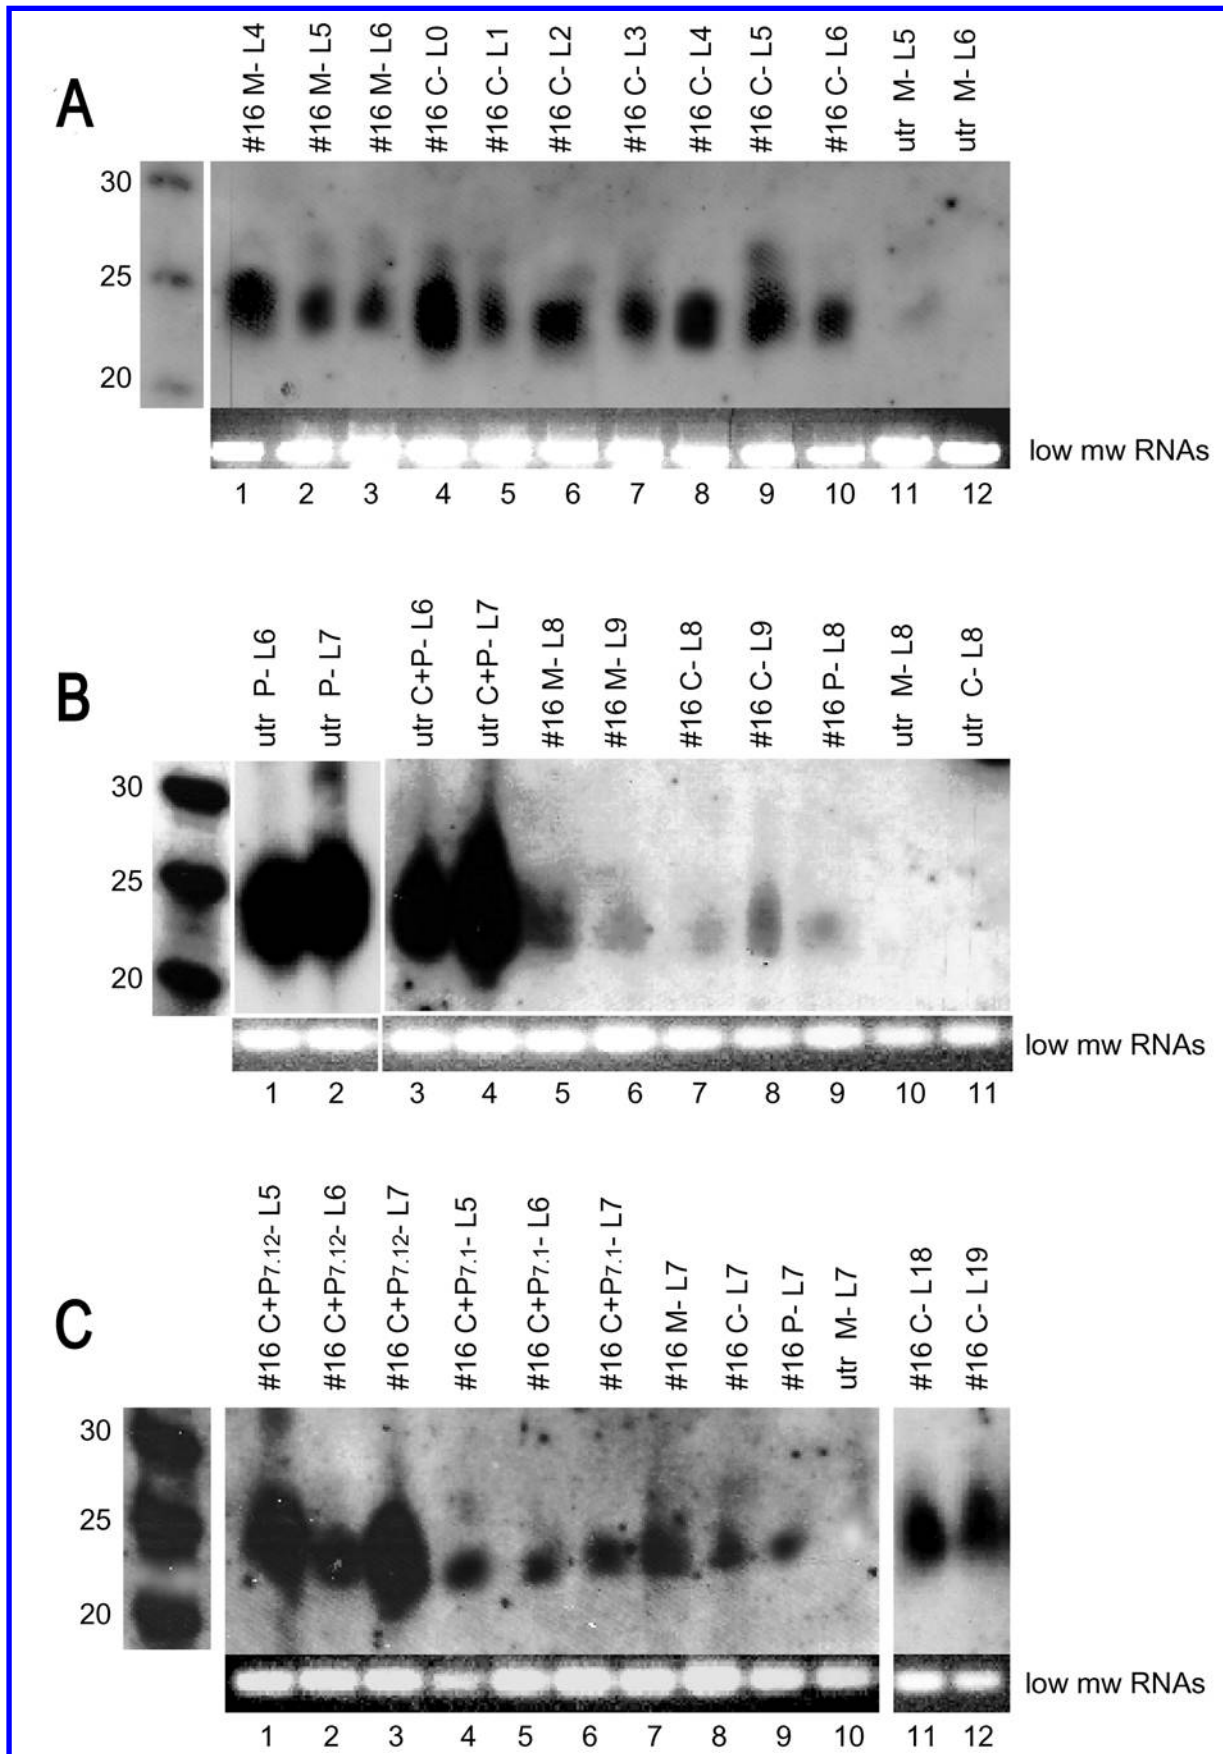 A
#16 M- L4
#16 M- L5
#16 M- L6
#16 C- L0
#16 C- L1
#16 C- L2
#16 C- L3
#16 C- L4
#16 C- L5
#16 C- L6
utr M- L5
utr M- L6
30
25
20
low mw RNAs
1 2 3 4 5 6 7 8 9 10 11 12
B
utr P- L6
utr P- L7
utr C+P- L6
utr C+P- L7
#16 M- L8
#16 M- L9
#16 C- L8
#16 C- L9
#16 P- L8
utr M- L8
utr C- L8
30
25
20
low mw RNAs
1 2 3 4 5 6 7 8 9 10 11
C
#16 C+P7.12- L5
#16 C+P7.12- L6
#16 C+P7.12- L7
#16 C+P7.1- L5
#16 C+P7.1- L6
#16 C+P7.1- L7
#16 M- L7
#16 C- L7
#16 P- L7
utr M- L7
#16 C- L18
#16 C- L19
30
25
20
low mw RNAs
1 2 3 4 5 6 7 8 9 10 11 12